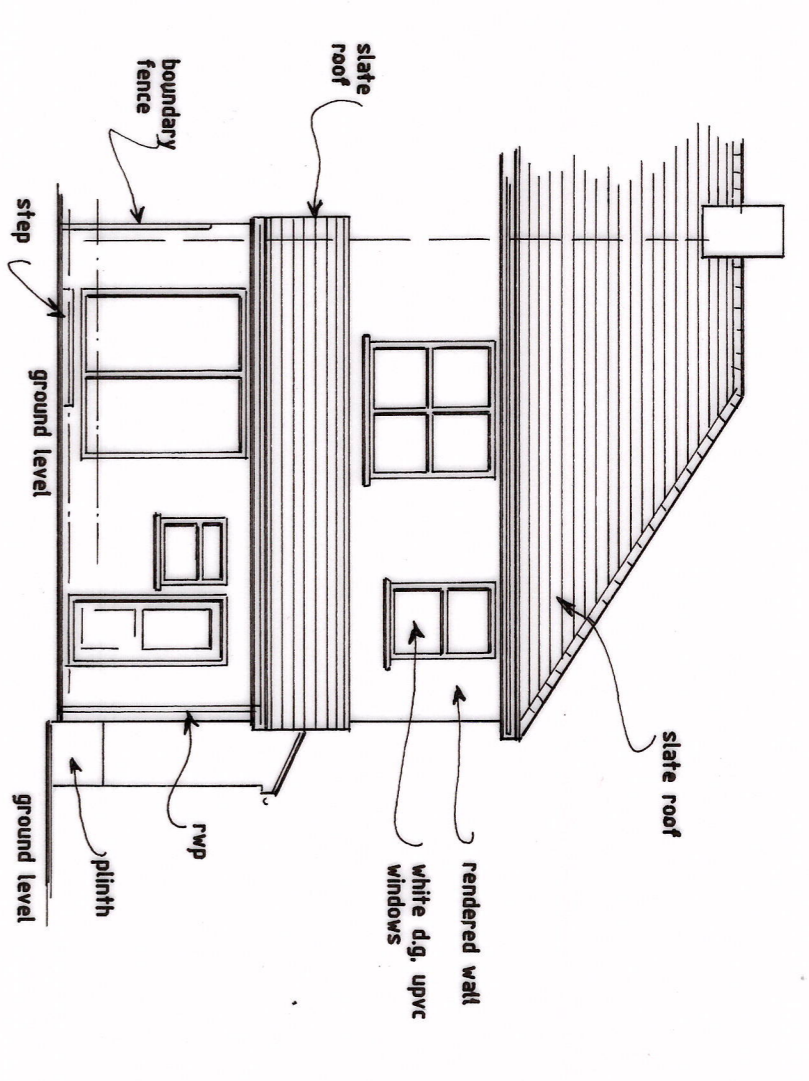 slate
roof
boundary
fence
step
ground level
slate roof
rendered wall
white d.g. upvc
windows
rwp
plinth
ground level